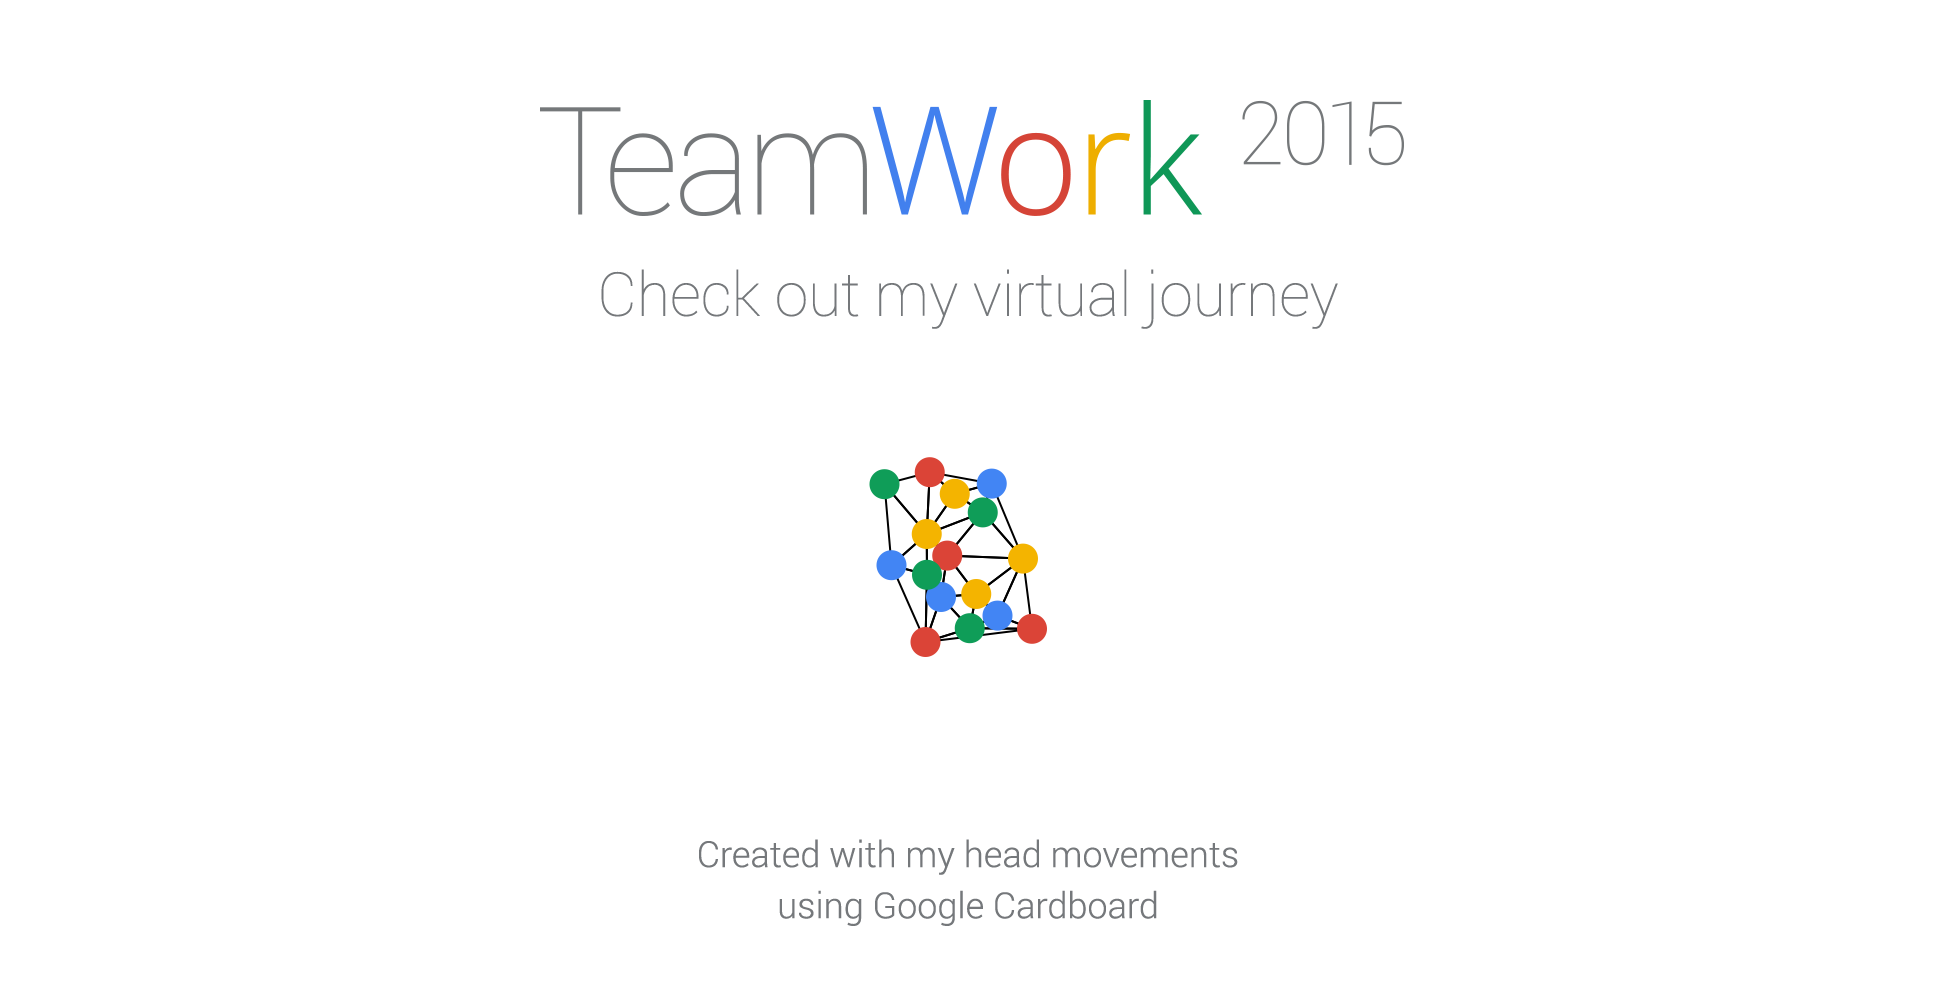 TeamWork 2015
Check out my virtual journey
Created with my head movements
using Google Cardboard